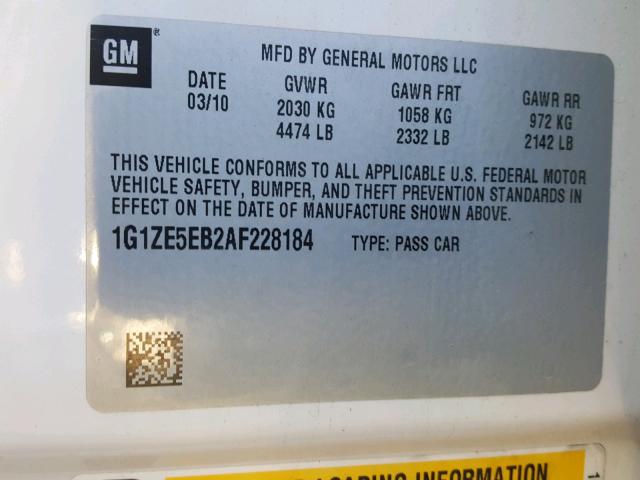 GM
MFD BY GENERAL MOTORS LLC
DATE GVWR GAWR FRT GAWR RR
03/10 2030 KG 1058 KG 972 KG
4474 LB 2332 LB 2142 LB
THIS VEHICLE CONFORMS TO ALL APPLICABLE U.S. FEDERAL MOTOR
VEHICLE SAFETY, BUMPER, AND THEFT PREVENTION STANDARDS IN
EFFECT ON THE DATE OF MANUFACTURE SHOWN ABOVE.
1G1ZE5EB2AF228184 TYPE: PASS CAR
LOADING INFORMATION